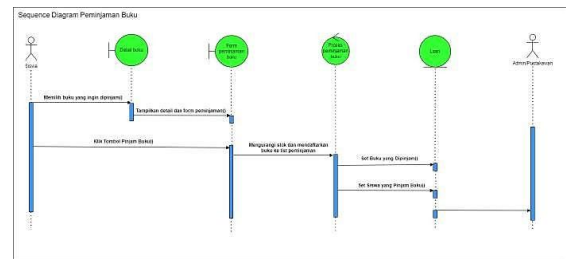 Sequence Diagram Peminjaman Buku
Siswa
Detail buku
Form
peminjaman
buku
Proses
peminjaman
buku
Loan
Admin/Pustakawan
Memilih buku yang ingin dipinjam()
Tampilkan detail dan form peminjaman()
Klik Tombol Pinjam Buku()
Mengurangi stok dan mendaftarkan
buku ke list peminjaman
Set Buku yang Dipinjam()
Set Siswa yang Pinjam Buku()